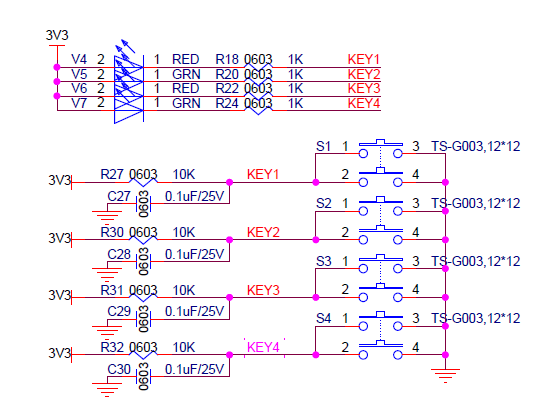 3V3
V4 2 1 RED R18 0603 1K KEY1
V5 2 1 GRN R20 0603 1K KEY2
V6 2 1 RED R22 0603 1K KEY3
V7 2 1 GRN R24 0603 1K KEY4
S1 1 3 TS-G003,12*12
3V3 R27 0603 10K KEY1 2 4
C27 0603 0.1uF/25V
S2 1 3 TS-G003,12*12
3V3 R30 0603 10K KEY2 2 4
C28 0603 0.1uF/25V
S3 1 3 TS-G003,12*12
3V3 R31 0603 10K KEY3 2 4
C29 0603 0.1uF/25V
S4 1 3 TS-G003,12*12
3V3 R32 0603 10K KEY4 2 4
C30 0603 0.1uF/25V